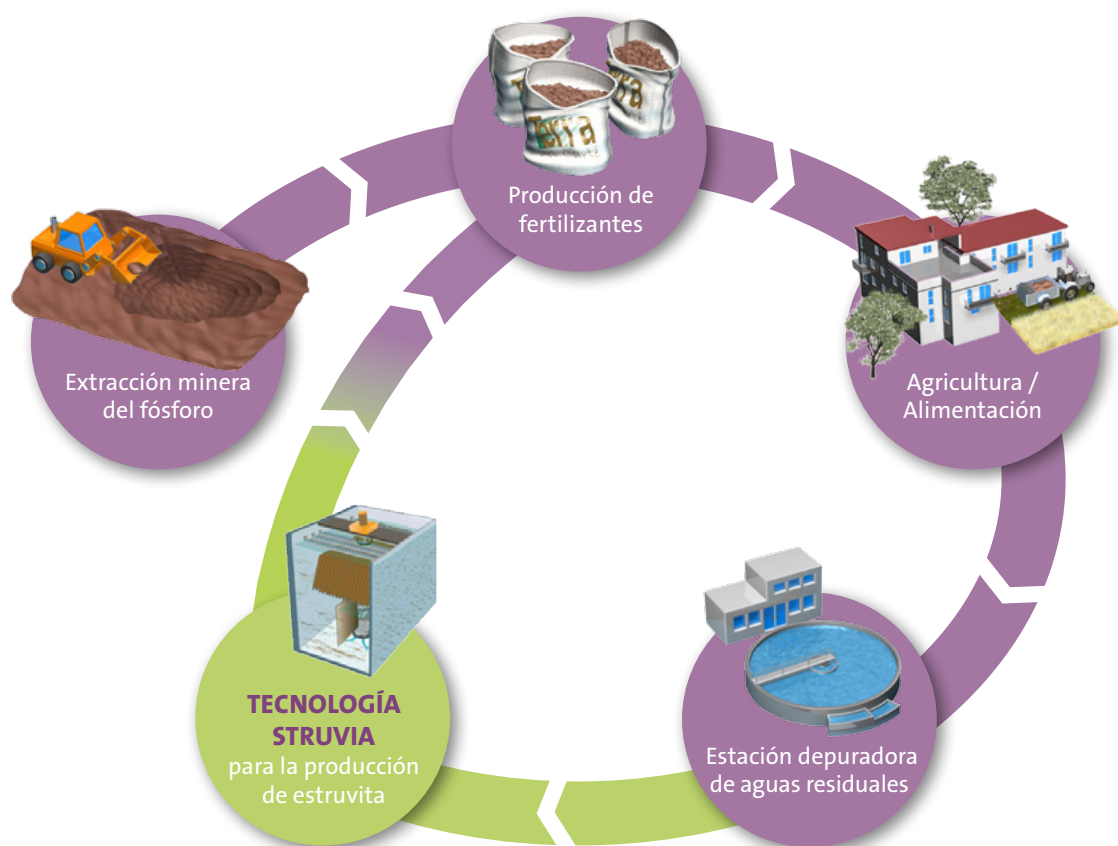 Terra
Terra
Producción de
fertilizantes
Extracción minera
del fósforo
Agricultura /
Alimentación
TECNOLOGÍA
STRUVIA
para la producción
de estruvita
Estación depuradora
de aguas residuales